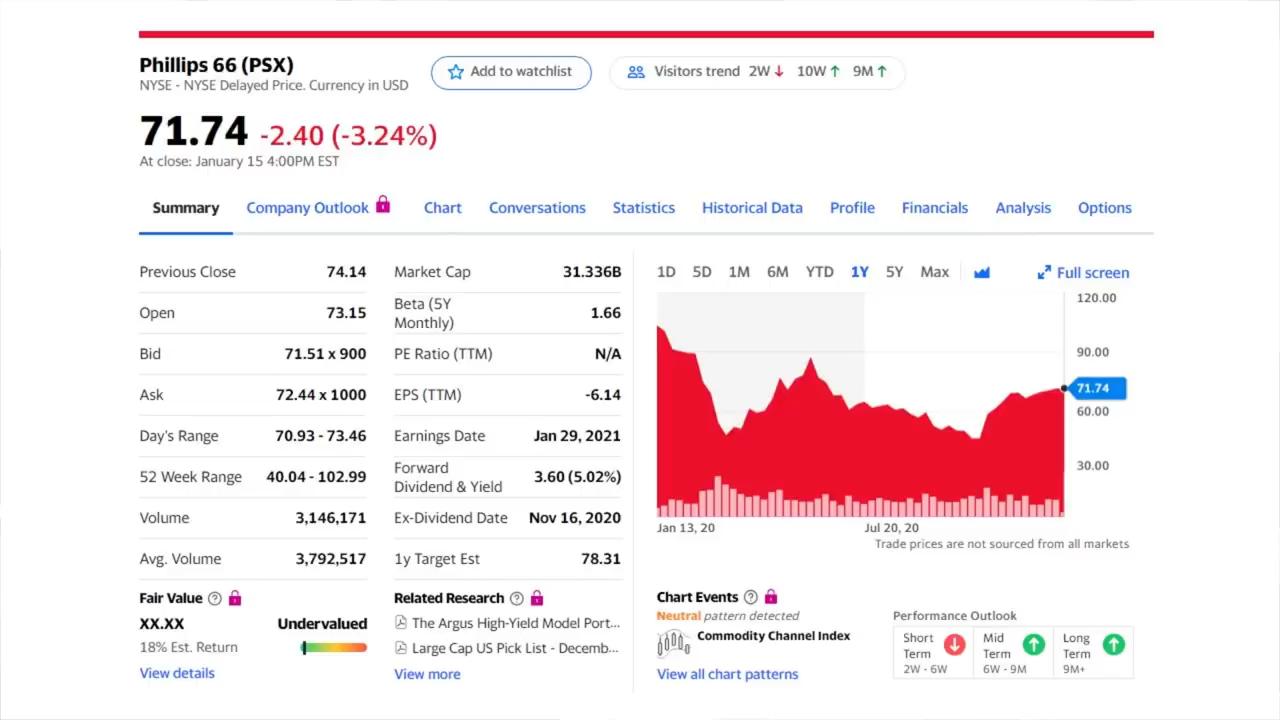 Phillips 66 (PSX)
NYSE - NYSE Delayed Price. Currency in USD
Add to watchlist
Visitors trend 2W↓ 10W↑ 9M↑
71.74 -2.40 (-3.24%)
At close: January 15 4:00PM EST
Summary Company Outlook Chart Conversations Statistics Historical Data Profile Financials Analysis Options
Previous Close 74.14
Open 73.15
Bid 71.51 x 900
Ask 72.44 x 1000
Day's Range 70.93 - 73.46
52 Week Range 40.04 - 102.99
Volume 3,146,171
Avg. Volume 3,792,517
Market Cap 31.336B
Beta (5Y
Monthly) 1.66
PE Ratio (TTM) N/A
EPS (TTM) -6.14
Earnings Date Jan 29, 2021
Forward
Dividend & Yield 3.60 (5.02%)
Ex-Dividend Date Nov 16, 2020
1y Target Est 78.31
1D 5D 1M 6M YTD 1Y 5Y Max
Full screen
120.00
90.00
71.74
60.00
30.00
Jan 13, 20 Jul 20, 20
Trade prices are not sourced from all markets
Fair Value
XX.XX Undervalued
18% Est. Return
View details
Related Research
The Argus High-Yield Model Port...
Large Cap US Pick List - Decemb...
View more
Chart Events
Neutral pattern detected
Commodity Channel Index
View all chart patterns
Performance Outlook
Short
Term
2W - 6W
Mid
Term
6W - 9M
Long
Term
9M+